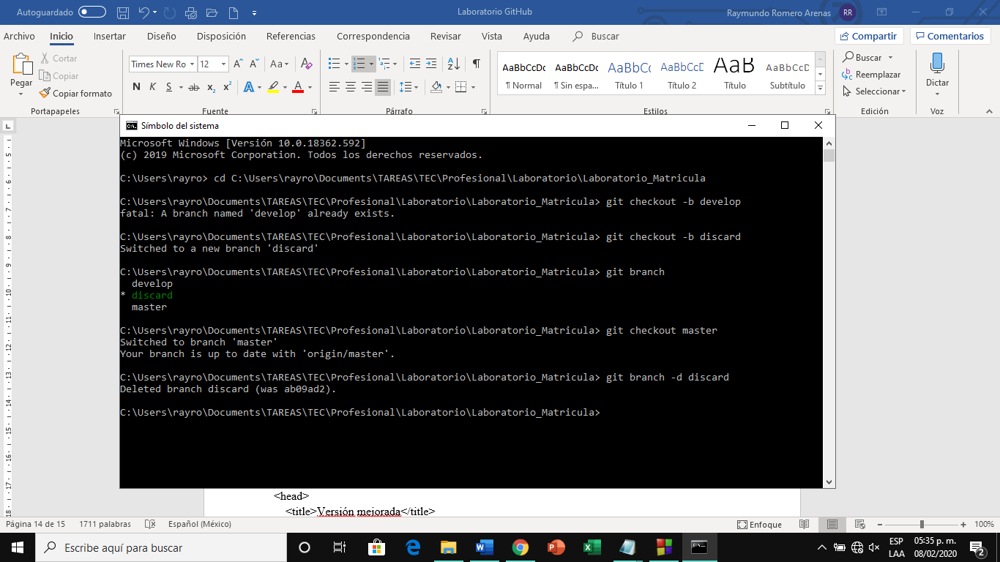 Autoguardado
Laboratorio GitHub
Raymundo Romero Arenas RR
Archivo Inicio Insertar Diseño Disposición Referencias Correspondencia Revisar Vista Ayuda Buscar
Compartir Comentarios
Pegar
Cortar
Copiar
Copiar formato
Portapapeles
Times New Ro 12 A A Aa A
N K S ab x₂ x² A A
Fuente
Párrafo
AaBbCcDc AaBbCcDc AaBbCc AaBbCcD AaB AaBbCcD
¶ Normal ¶ Sin espa... Título 1 Título 2 Título Subtítulo
Estilos
Buscar
Reemplazar
Seleccionar
Edición
Dictar
Voz
Símbolo del sistema
Microsoft Windows [Versión 10.0.18362.592]
(c) 2019 Microsoft Corporation. Todos los derechos reservados.
C:\Users\rayro> cd C:\Users\rayro\Documents\TAREAS\TEC\Profesional\Laboratorio\Laboratorio_Matricula
C:\Users\rayro\Documents\TAREAS\TEC\Profesional\Laboratorio\Laboratorio_Matricula> git checkout -b develop
fatal: A branch named 'develop' already exists.
C:\Users\rayro\Documents\TAREAS\TEC\Profesional\Laboratorio\Laboratorio_Matricula> git checkout -b discard
Switched to a new branch 'discard'
C:\Users\rayro\Documents\TAREAS\TEC\Profesional\Laboratorio\Laboratorio_Matricula> git branch
develop
* discard
master
C:\Users\rayro\Documents\TAREAS\TEC\Profesional\Laboratorio\Laboratorio_Matricula> git checkout master
Switched to branch 'master'
Your branch is up to date with 'origin/master'.
C:\Users\rayro\Documents\TAREAS\TEC\Profesional\Laboratorio\Laboratorio_Matricula> git branch -d discard
Deleted branch discard (was ab09ad2).
C:\Users\rayro\Documents\TAREAS\TEC\Profesional\Laboratorio\Laboratorio_Matricula>
<head>
<title>Versión mejorada</title>
Página 14 de 15 1711 palabras Español (México) Enfoque 100%
Escribe aquí para buscar
ESP 05:35 p. m.
LAA 08/02/2020 2